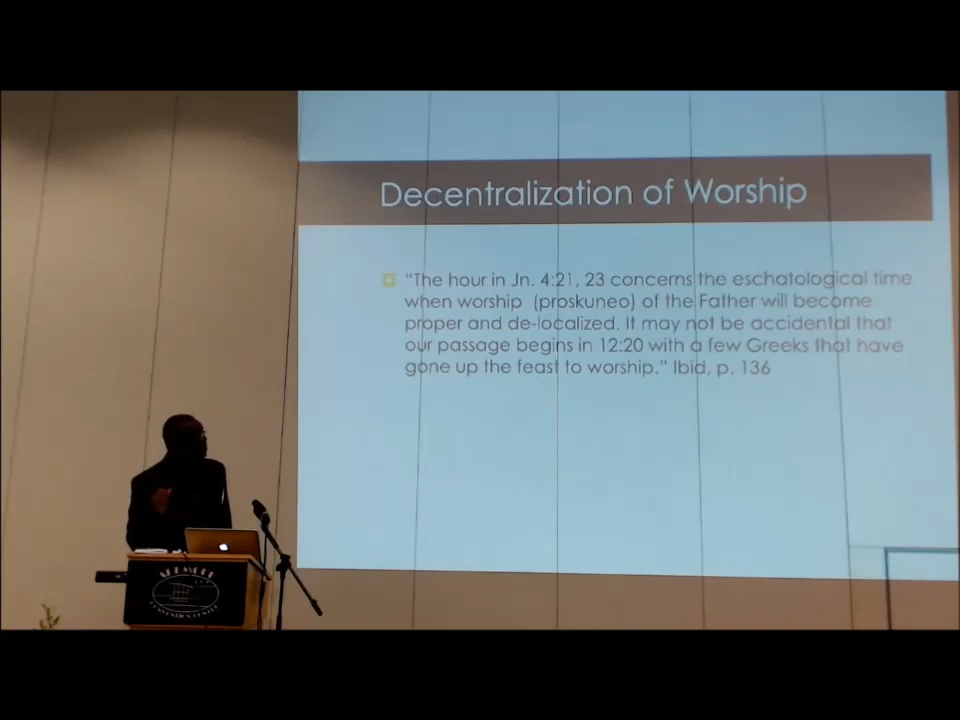 Decentralization of Worship
"The hour in Jn. 4:21, 23 concerns the eschatological time
when worship (proskuneo) of the Father will become
proper and de-localized. It may not be accidental that
our passage begins in 12:20 with a few Greeks that have
gone up the feast to worship." Ibid, p. 136
CONVENTION CENTRE